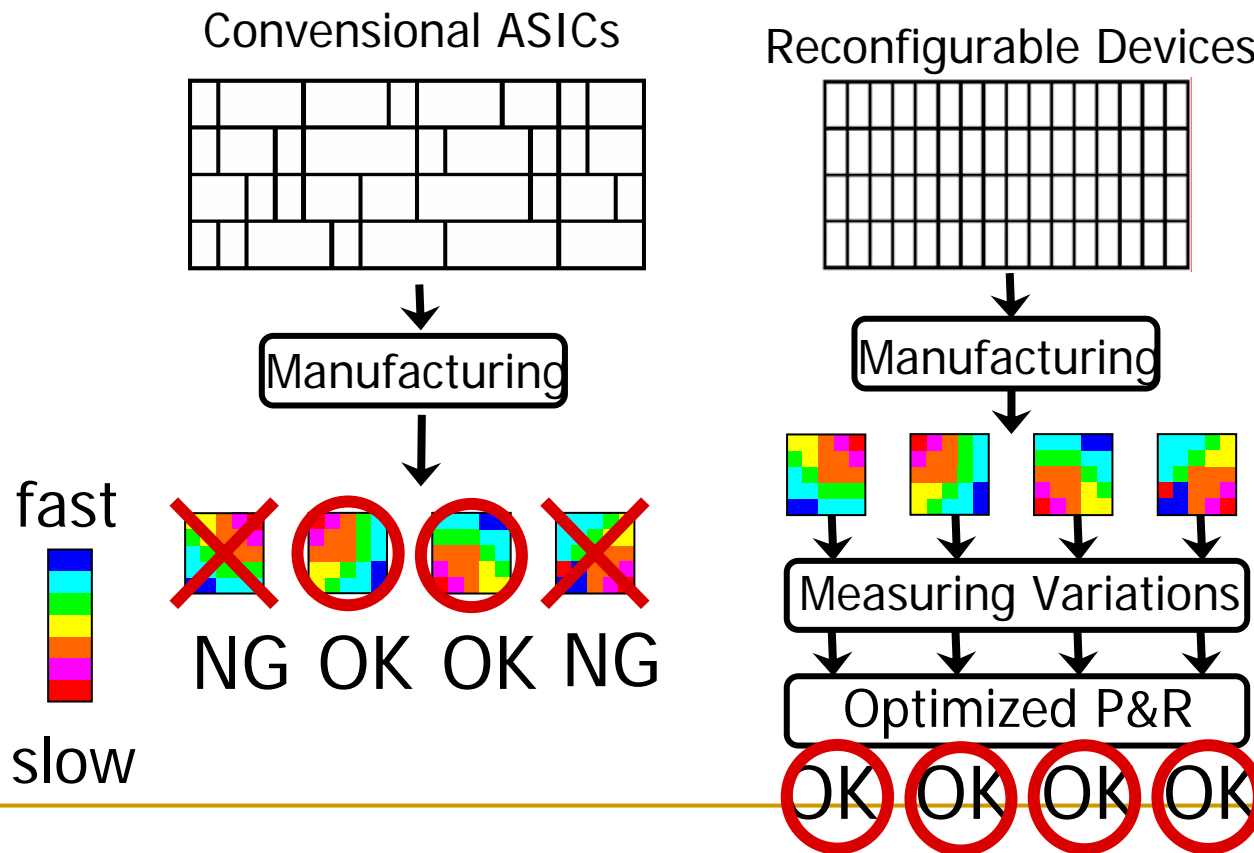 Convensional ASICs
Reconfigurable Devices
Manufacturing
Manufacturing
fast
slow
NG OK OK NG
Measuring Variations
Optimized P&R
OK OK OK OK